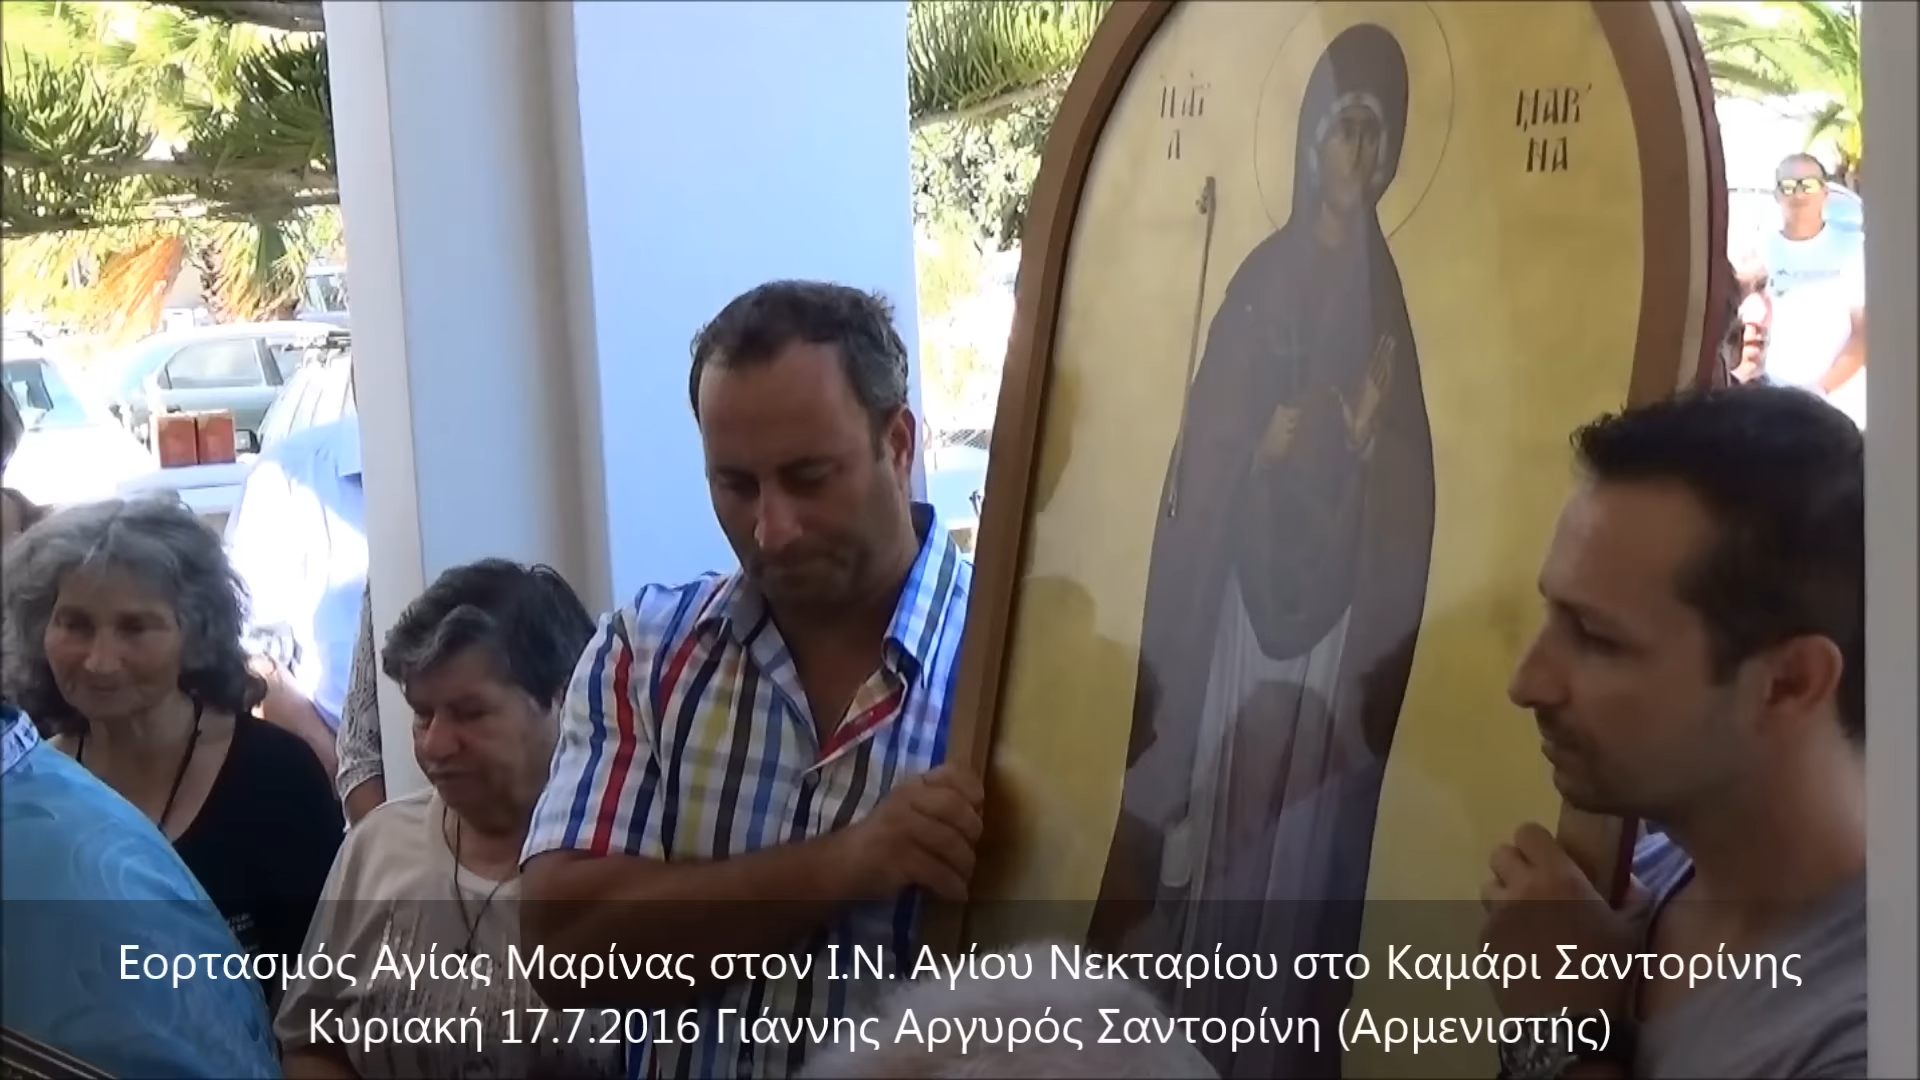 Εορτασμός Αγίας Μαρίνας στον Ι.Ν. Αγίου Νεκταρίου στο Καμάρι Σαντορίνης
Κυριακή 17.7.2016 Γιάννης Αργυρός Σαντορίνη (Αρμενιστής)